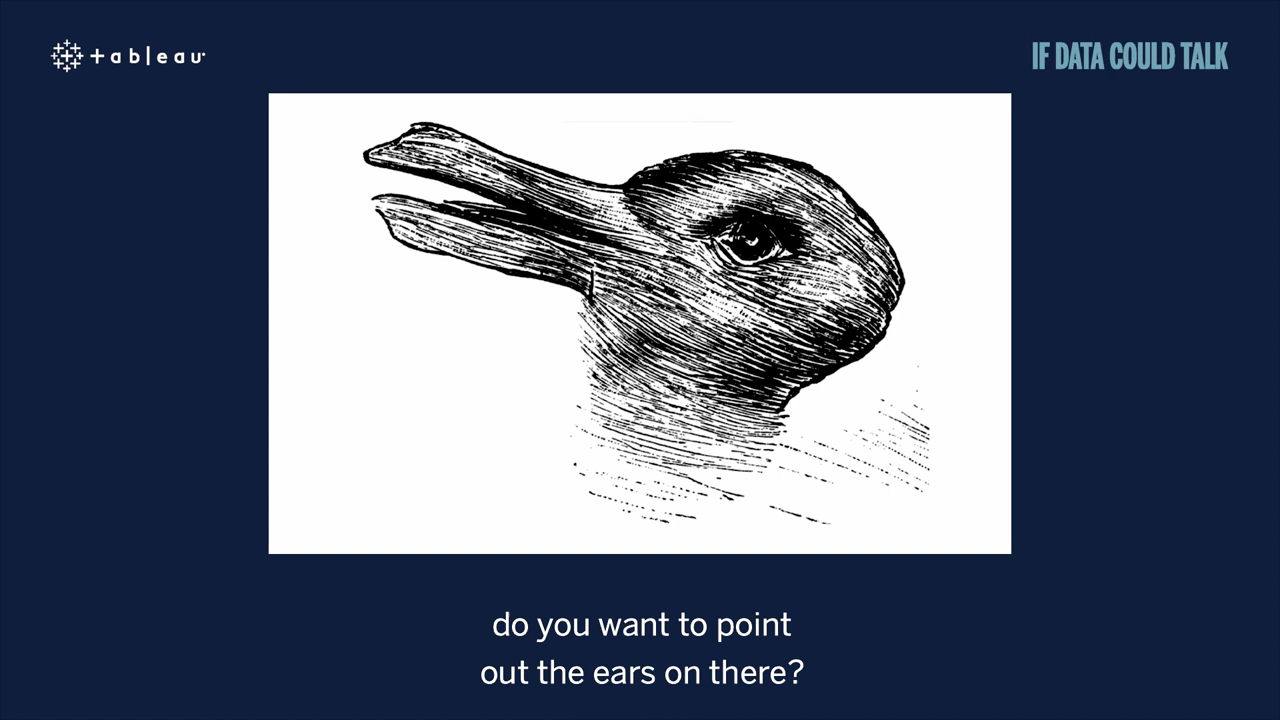 tableau
IF DATA COULD TALK
do you want to point
out the ears on there?